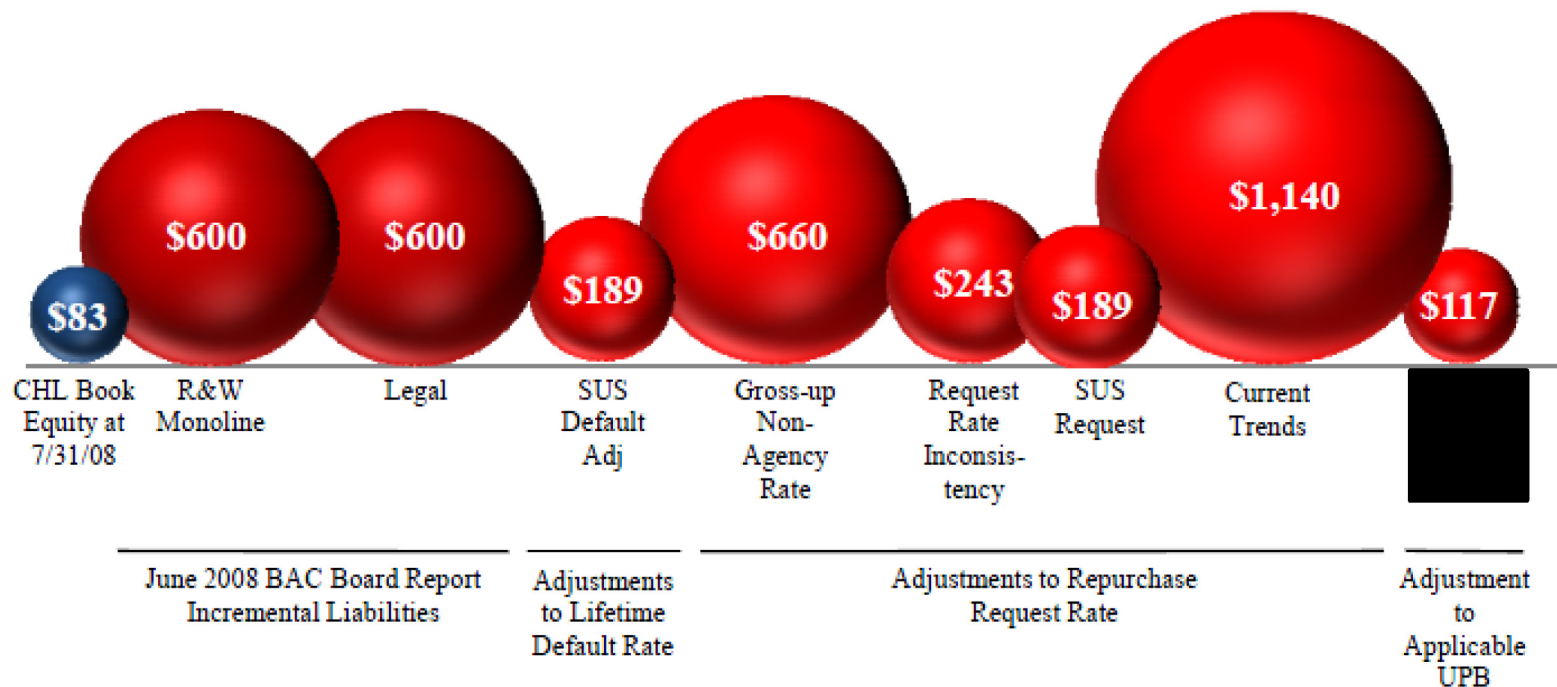 $83
$600
$600
$189
$660
$243
$189
$1,140
$117
CHL Book
Equity at
7/31/08
R&W
Monoline
Legal
SUS
Default
Adj
Gross-up
Non-
Agency
Rate
Request
Rate
Inconsis-
tency
SUS
Request
Current
Trends
June 2008 BAC Board Report
Incremental Liabilities
Adjustments
to Lifetime
Default Rate
Adjustments to Repurchase
Request Rate
Adjustment
to
Applicable
UPB